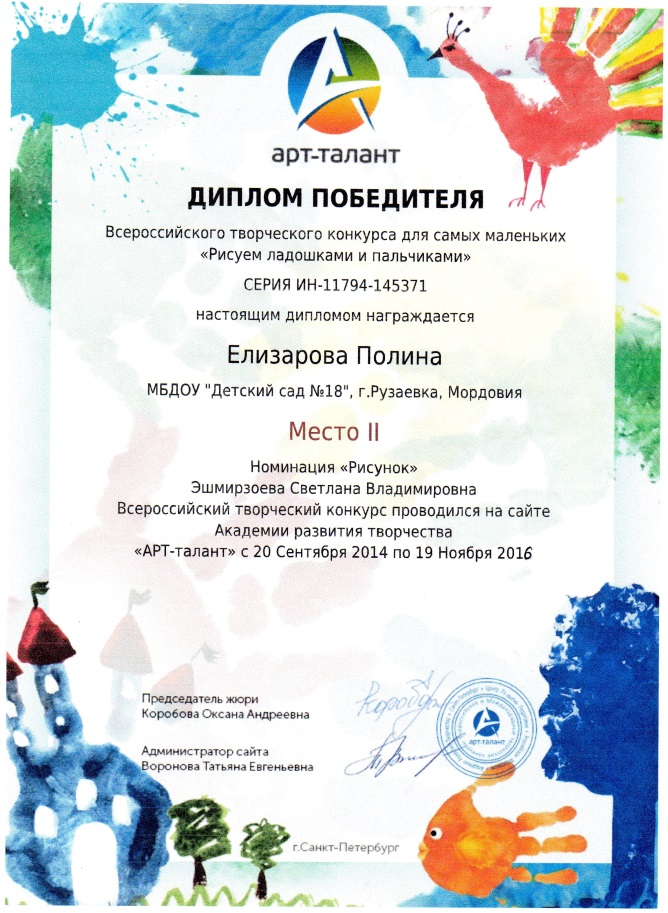 арт-талант
ДИПЛОМ ПОБЕДИТЕЛЯ
Всероссийского творческого конкурса для самых маленьких
«Рисуем ладошками и пальчиками»
СЕРИЯ ИН-11794-145371
настоящим дипломом награждается
Елизарова Полина
МБДОУ "Детский сад №18", г.Рузаевка, Мордовия
Место II
Номинация «Рисунок»
Эшмирзоева Светлана Владимировна
Всероссийский творческий конкурс проводился на сайте
Академии развития творчества
«АРТ-талант» с 20 Сентября 2014 по 19 Ноября 2016
Председатель жюри
Коробова Оксана Андреевна
Администратор сайта
Воронова Татьяна Евгеньевна
арт-талант
г.Санкт-Петербург